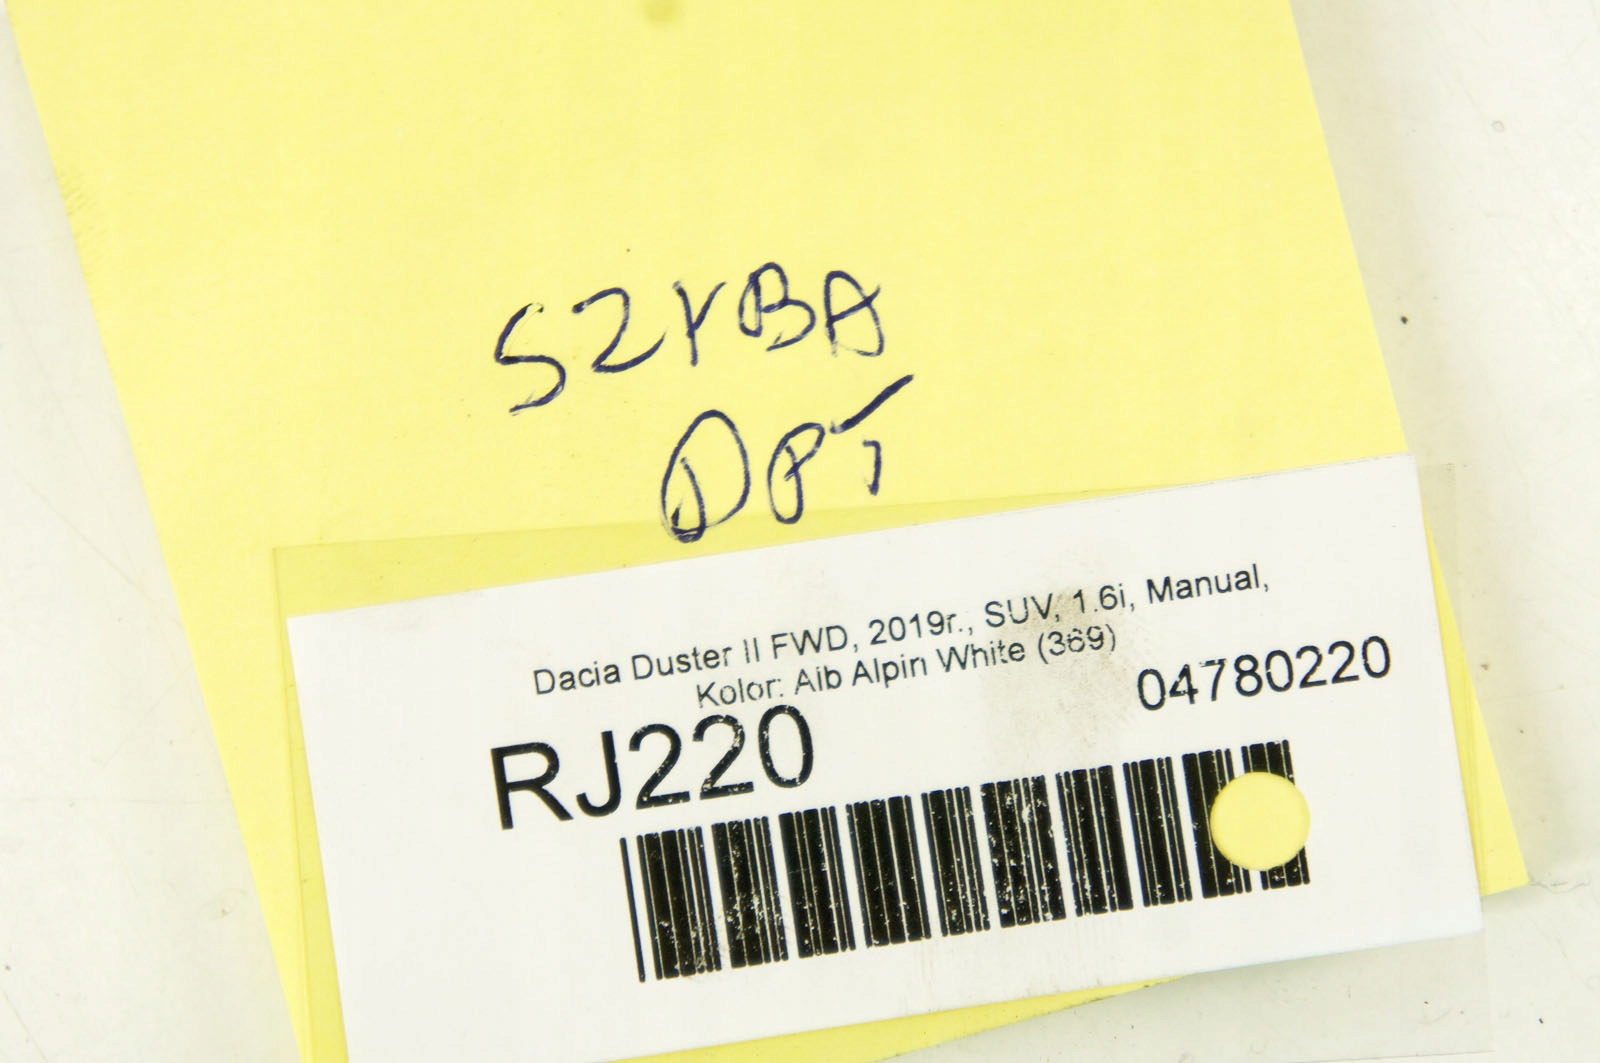 SZYBA
DPT
Dacia Duster II FWD, 2019r., SUV, 1.6i, Manual,
Kolor: Aib Alpin White (369)
04780220
RJ220